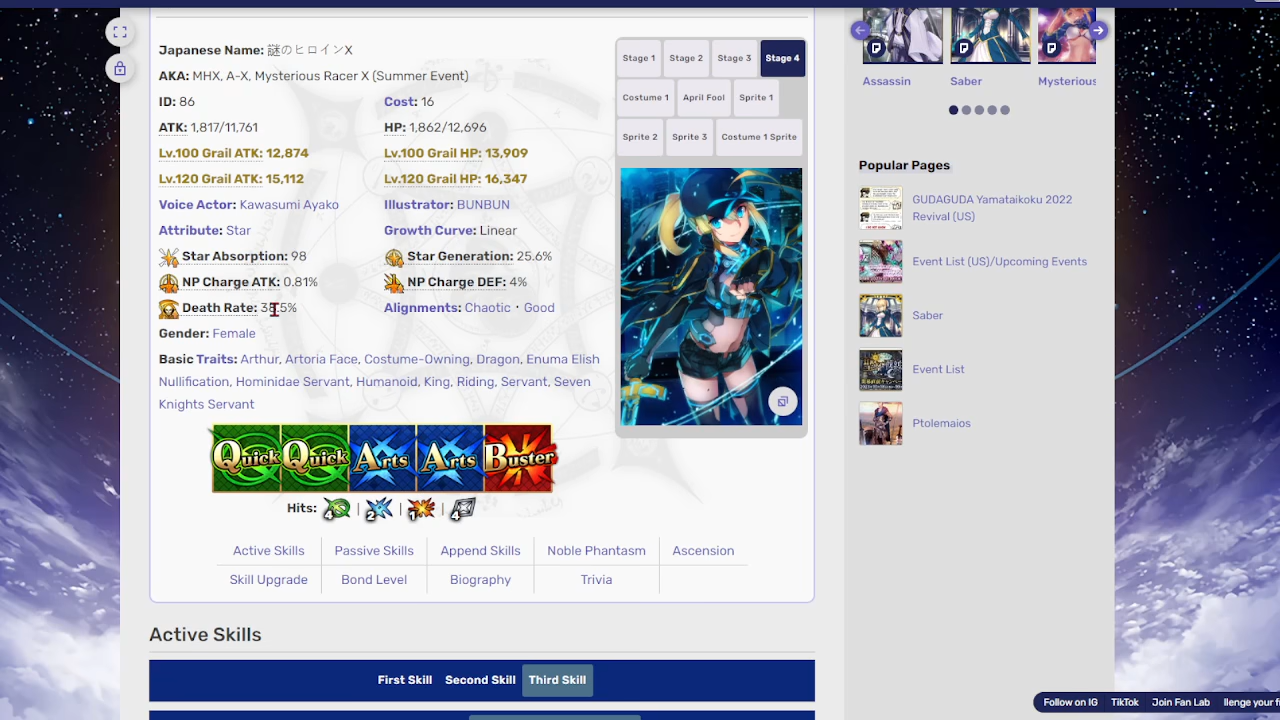 Japanese Name: 謎のヒロインX
AKA: MHX, A-X, Mysterious Racer X (Summer Event)
ID: 86
Cost: 16
ATK: 1,817/11,761
HP: 1,862/12,696
Lv.100 Grail ATK: 12,874
Lv.100 Grail HP: 13,909
Lv.120 Grail ATK: 15,112
Lv.120 Grail HP: 16,347
Voice Actor: Kawasumi Ayako
Illustrator: BUNBUN
Attribute: Star
Growth Curve: Linear
Star Absorption: 98
Star Generation: 25.6%
NP Charge ATK: 0.81%
NP Charge DEF: 4%
Death Rate:
Alignments: Chaotic・Good
Gender: Female
Basic Traits: Arthur, Artoria Face, Costume-Owning, Dragon, Enuma Elish
Nullification, Hominidae Servant, Humanoid, King, Riding, Servant, Seven
Knights Servant
Quick Quick Arts Arts Buster
Hits: 4 | 2 | 1 | 4
Active Skills
Passive Skills
Append Skills
Noble Phantasm
Ascension
Skill Upgrade
Bond Level
Biography
Trivia
Stage 1
Stage 2
Stage 3
Stage 4
Costume 1
April Fool
Sprite 1
Sprite 2
Sprite 3
Costume 1 Sprite
Active Skills
First Skill
Second Skill
Third Skill
Assassin
Saber
Mysterious
Popular Pages
GUDAGUDA Yamataikoku 2022
Revival (US)
Event List (US)/Upcoming Events
Saber
Event List
Ptolemaios
Follow on IG
TikTok
Join Fan Lab
llenge your f